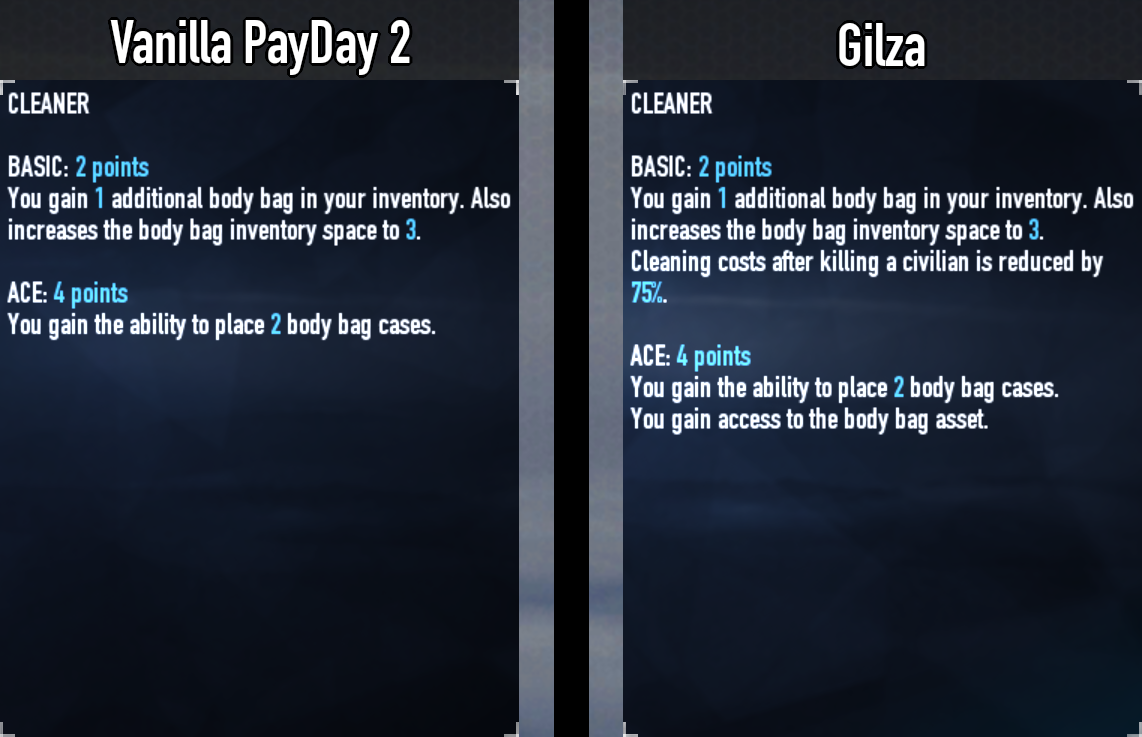 Vanilla PayDay 2
CLEANER
BASIC: 2 points
You gain 1 additional body bag in your inventory. Also
increases the body bag inventory space to 3.
ACE: 4 points
You gain the ability to place 2 body bag cases.
Gilza
CLEANER
BASIC: 2 points
You gain 1 additional body bag in your inventory. Also
increases the body bag inventory space to 3.
Cleaning costs after killing a civilian is reduced by
75%.
ACE: 4 points
You gain the ability to place 2 body bag cases.
You gain access to the body bag asset.